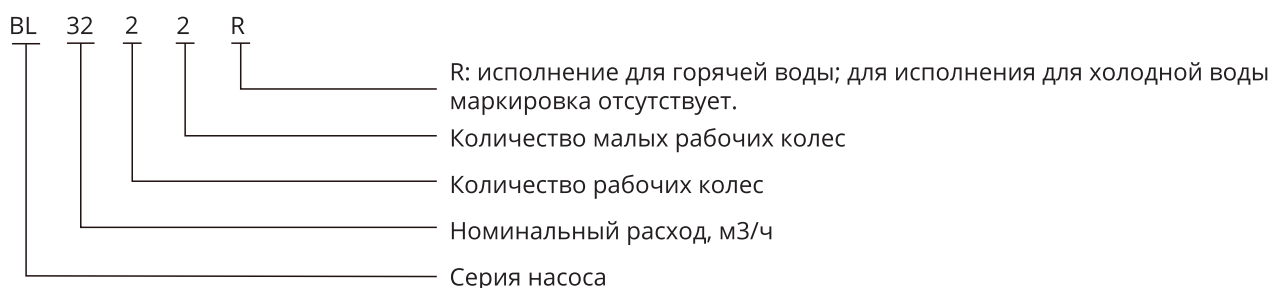 BL 32 2 2 R
R: исполнение для горячей воды; для исполнения для холодной воды
маркировка отсутствует.
Количество малых рабочих колес
Количество рабочих колес
Номинальный расход, м3/ч
Серия насоса